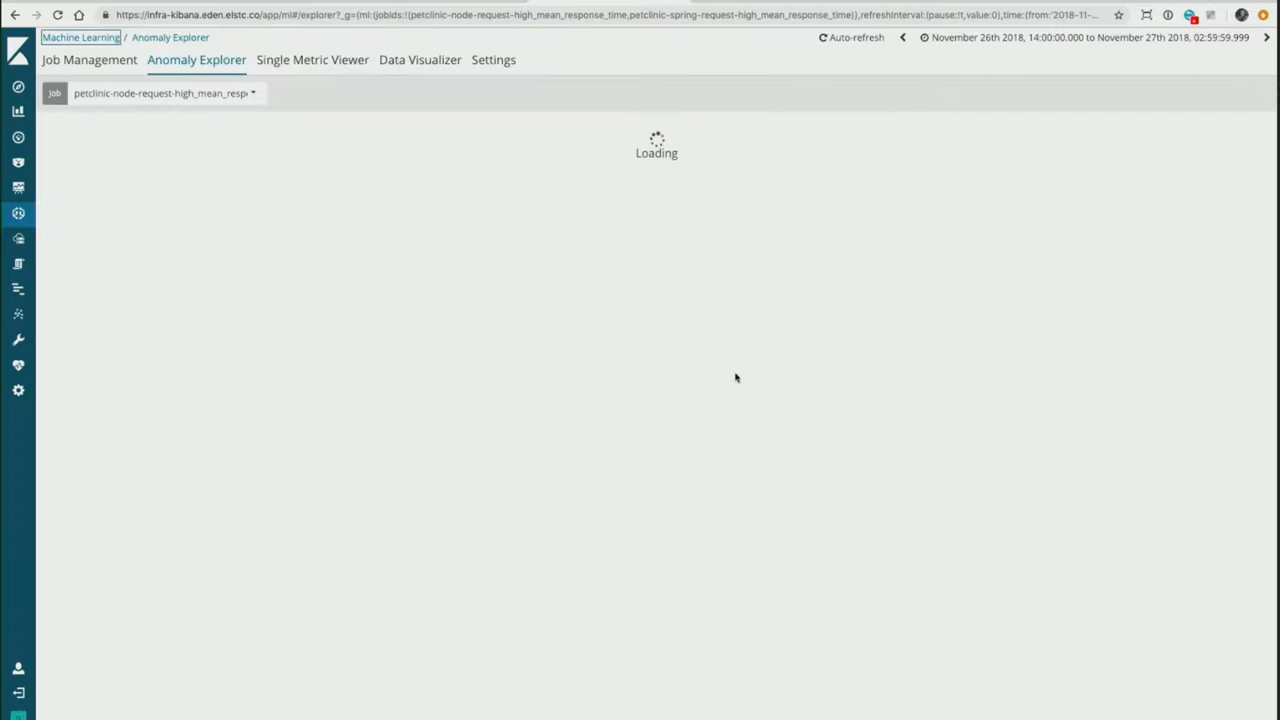 https://infra-kibana.eden.elstc.co/app/ml#/explorer?_g=(ml:(jobIds:!(petclinic-node-request-high_mean_response_time,petclinic-spring-request-high_mean_response_time)),refreshInterval:(pause:!t,value:0),time:(from:'2018-11-...
Machine Learning / Anomaly Explorer
Auto-refresh
November 26th 2018, 14:00:00.000 to November 27th 2018, 02:59:59.999
Job Management Anomaly Explorer Single Metric Viewer Data Visualizer Settings
Job petclinic-node-request-high_mean_resp
Loading